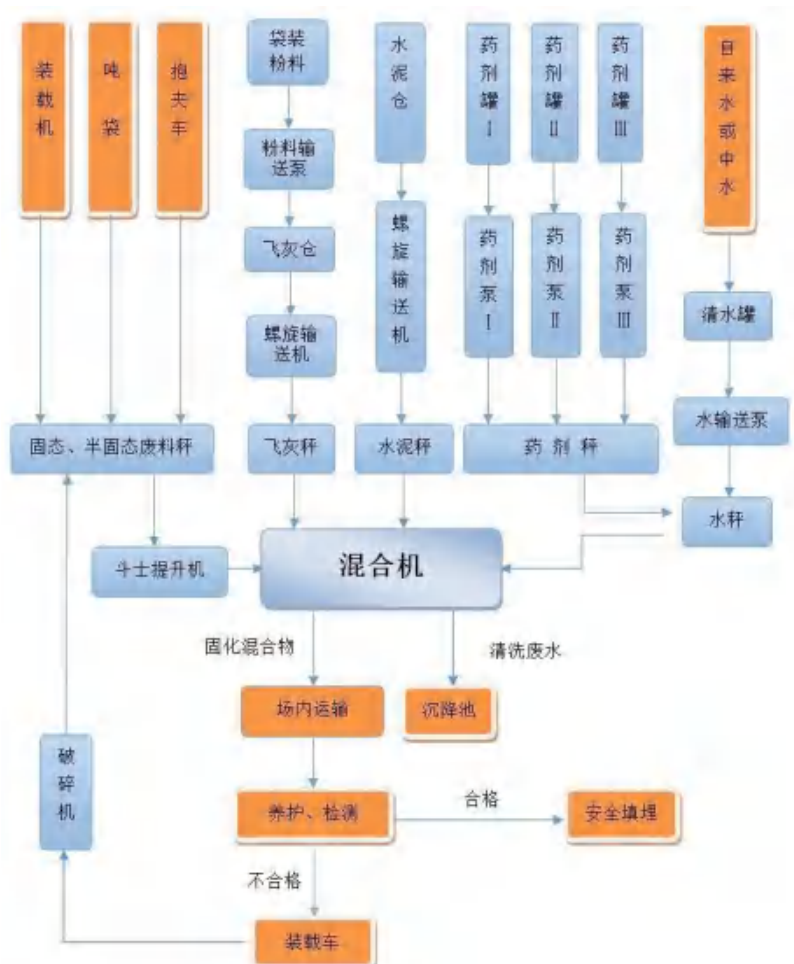 装载机
吨袋
抱夹车
袋装
粉料
水泥仓
药剂罐Ⅰ
药剂罐Ⅱ
药剂罐Ⅲ
自来水或中水
粉料输
送泵
飞灰仓
螺旋输
送机
螺旋输送机
药剂泵Ⅰ
药剂泵Ⅱ
药剂泵Ⅲ
清水罐
水输送泵
固态、半固态废料秤
飞灰秤
水泥秤
药剂秤
水秤
斗士提升机
混合机
固化混合物
清洗废水
场内运输
沉降池
破碎机
养护、检测
合格
安全填埋
不合格
装载车